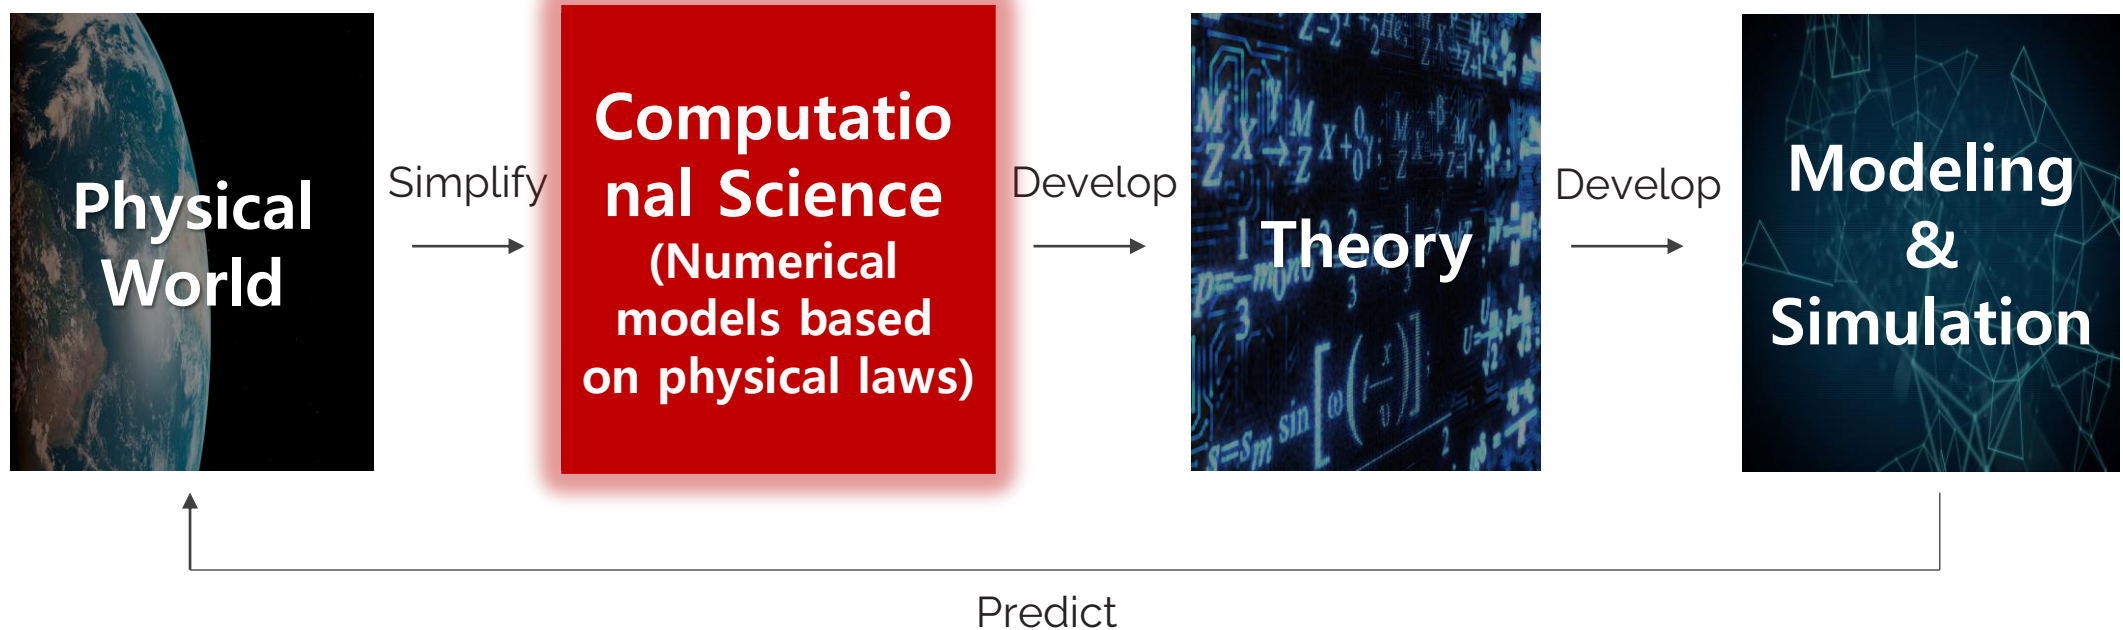 Physical
World
Simplify
Computatio
nal Science
(Numerical
models based
on physical laws)
Develop
Theory
Develop
Modeling
&
Simulation
Predict